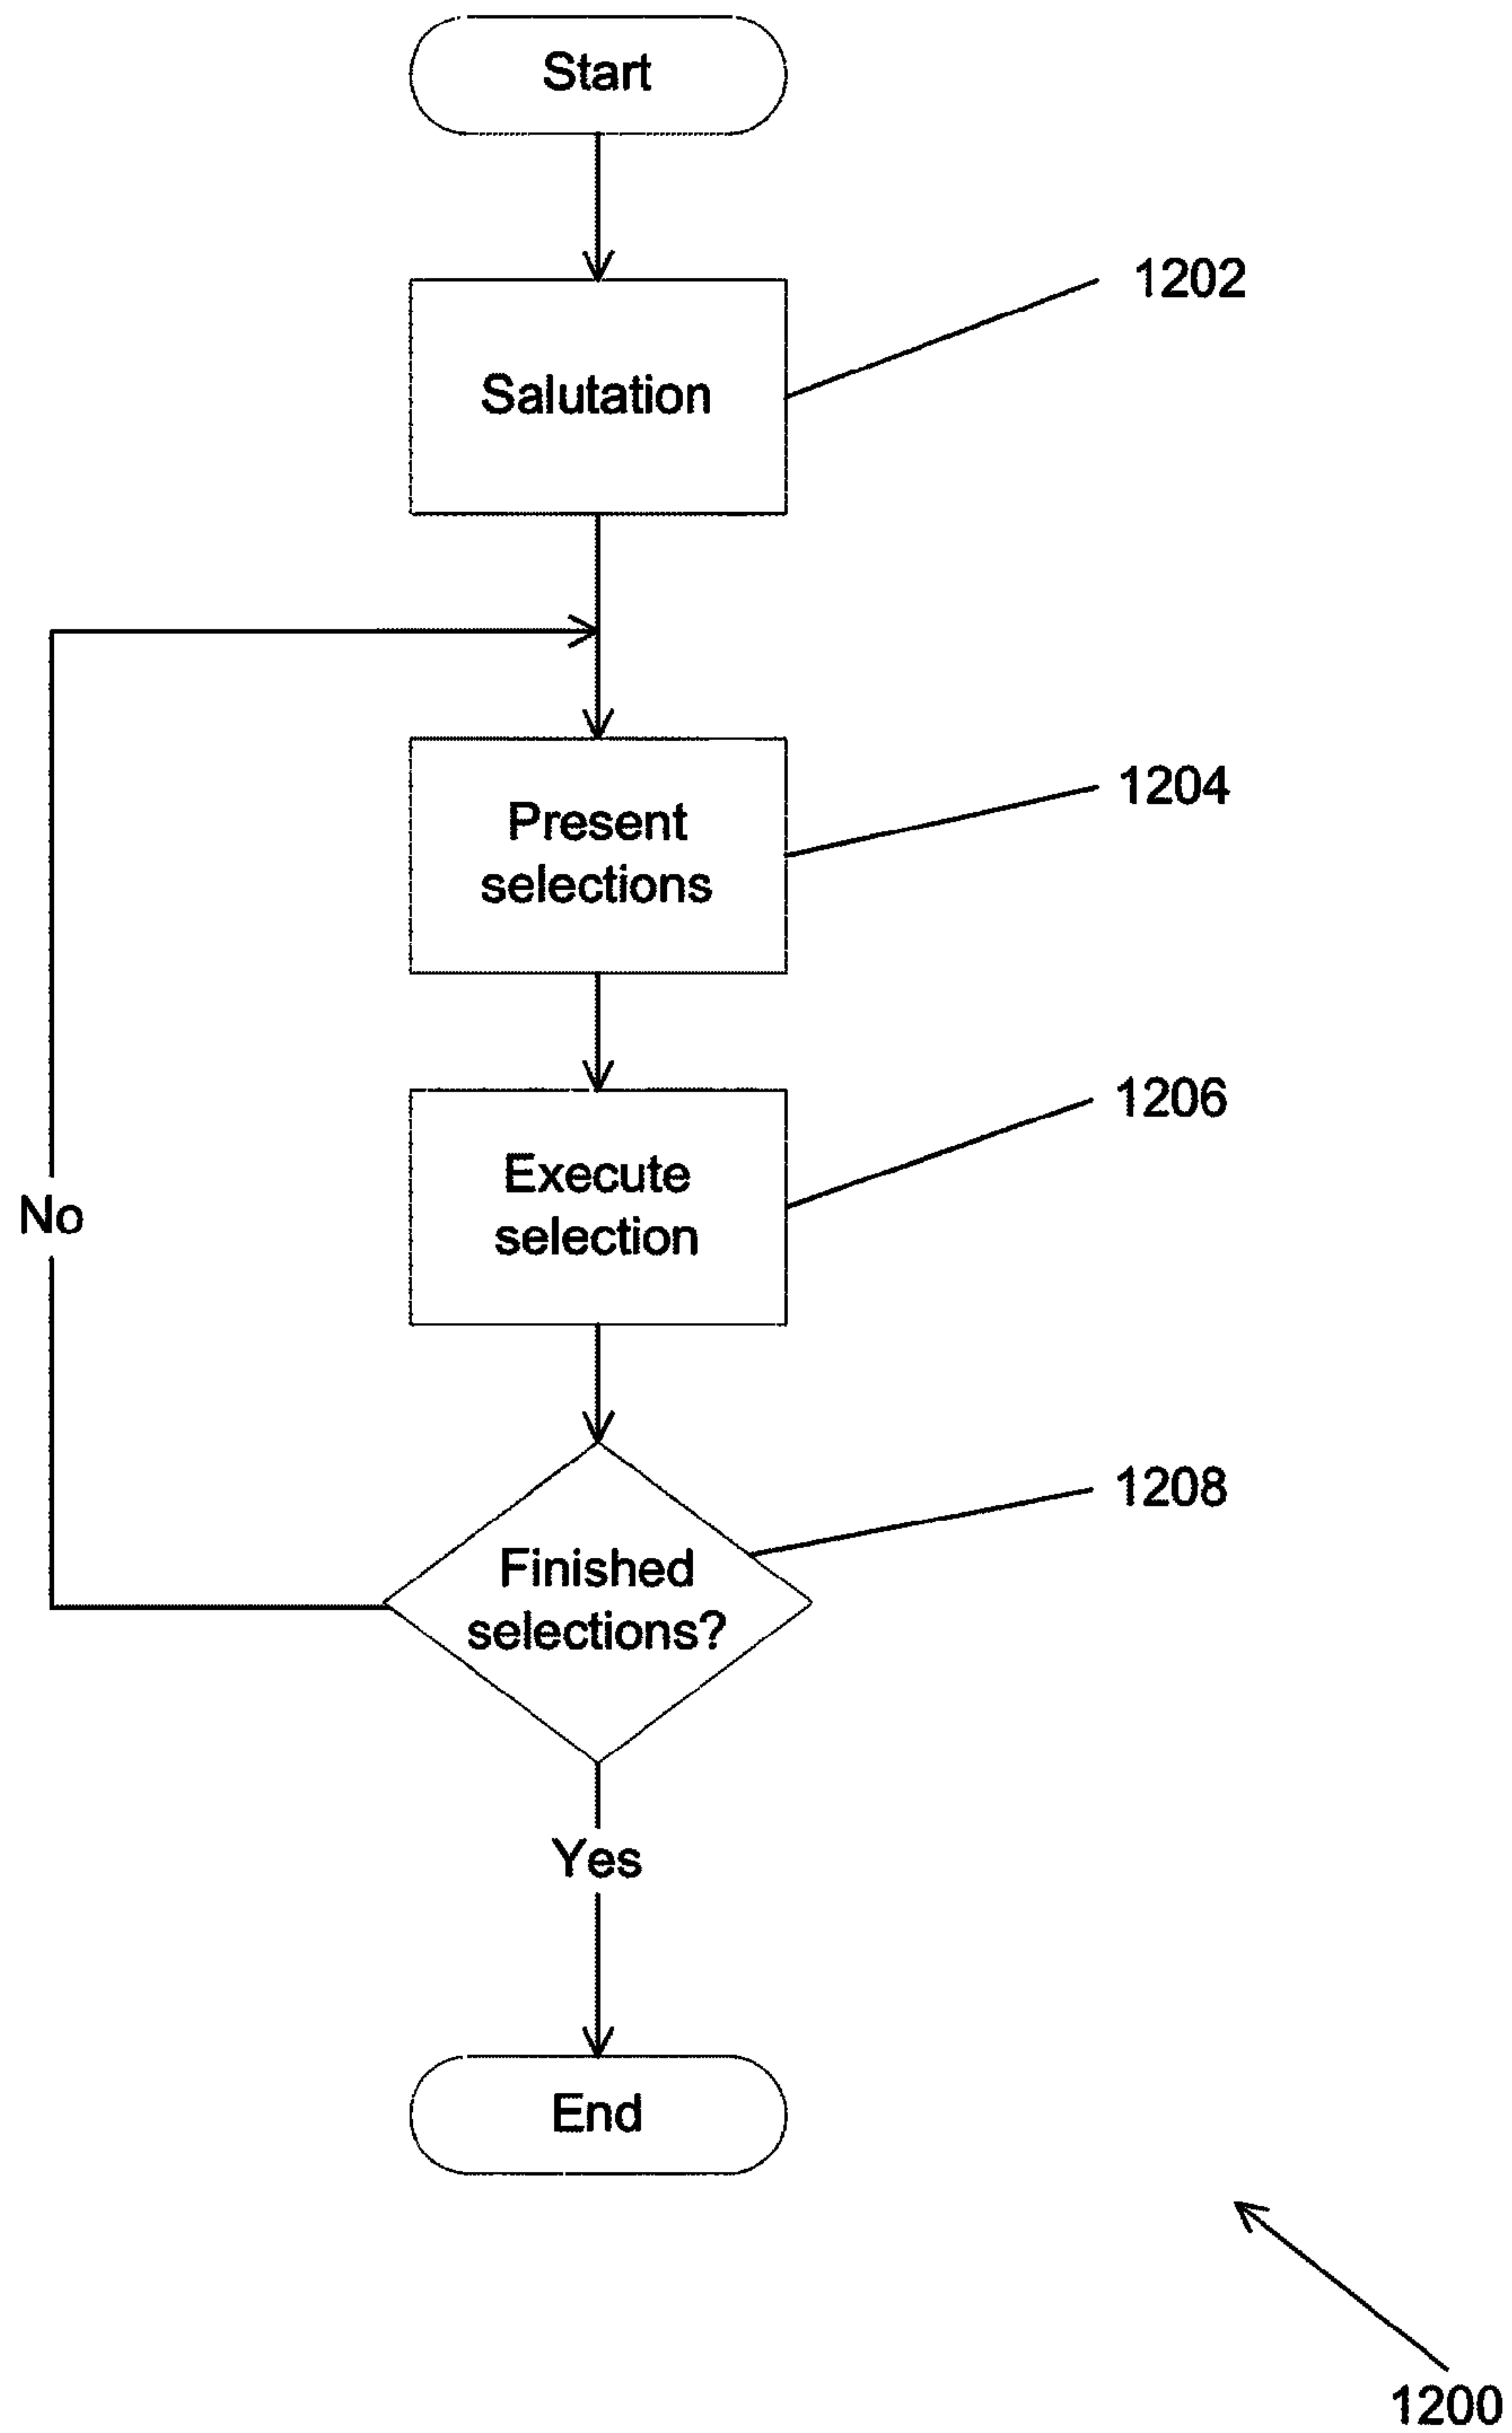 Start
1202
Salutation
1204
Present
selections
1206
Execute
selection
No
1208
Finished
selections?
Yes
End
1200